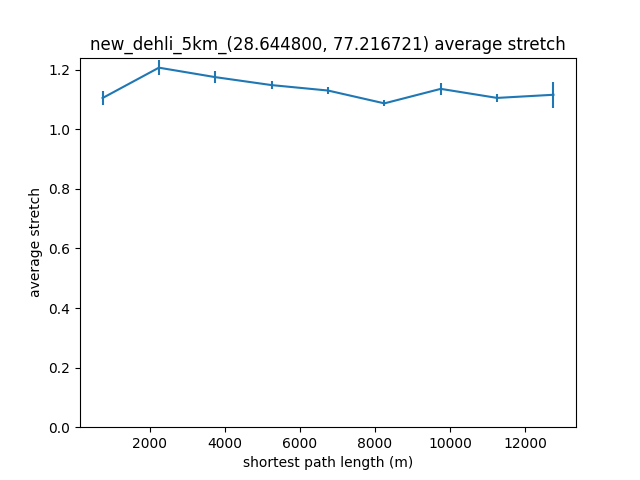 new_dehli_5km_(28.644800, 77.216721) average stretch
1.2
1.0
0.8
0.6
0.4
0.2
0.0
average stretch
2000 4000 6000 8000 10000 12000
shortest path length (m)